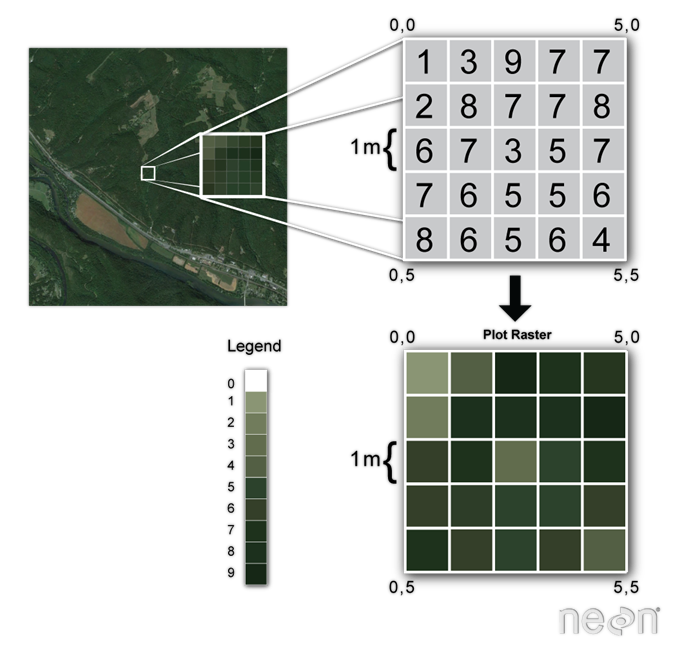 0,0 5,0
1 3 9 7 7
2 8 7 7 8
1m{ 6 7 3 5 7
7 6 5 5 6
8 6 5 6 4
0,5 5,5
Plot Raster
0,0 5,0
1m{
0,5 5,5
Legend
0
1
2
3
4
5
6
7
8
9
neon